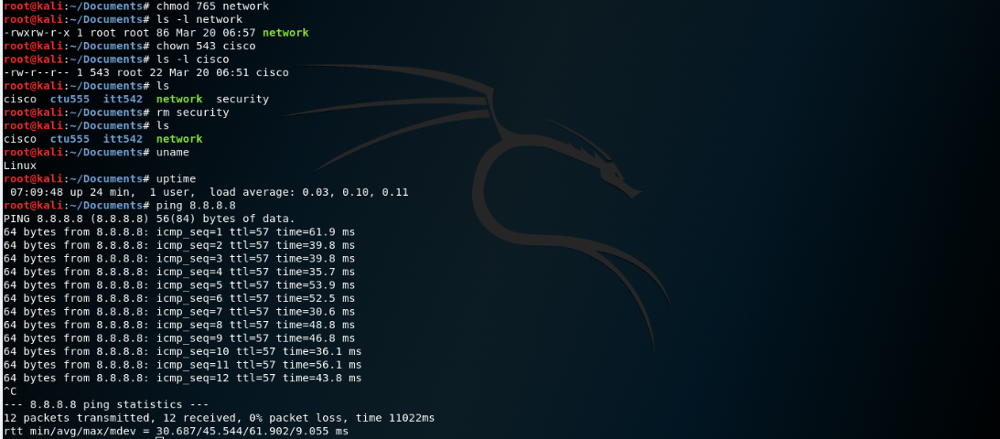 root@kali:~/Documents# chmod 765 network
root@kali:~/Documents# ls -l network
-rwxrw-r-x 1 root root 86 Mar 20 06:57 network
root@kali:~/Documents# chown 543 cisco
root@kali:~/Documents# ls -l cisco
-rw-r--r-- 1 543 root 22 Mar 20 06:51 cisco
root@kali:~/Documents# ls
cisco  ctu555  itt542  network  security
root@kali:~/Documents# rm security
root@kali:~/Documents# ls
cisco  ctu555  itt542  network
root@kali:~/Documents# uname
Linux
root@kali:~/Documents# uptime
 07:09:48 up 24 min,  1 user,  load average: 0.03, 0.10, 0.11
root@kali:~/Documents# ping 8.8.8.8
PING 8.8.8.8 (8.8.8.8) 56(84) bytes of data.
64 bytes from 8.8.8.8: icmp_seq=1 ttl=57 time=61.9 ms
64 bytes from 8.8.8.8: icmp_seq=2 ttl=57 time=39.8 ms
64 bytes from 8.8.8.8: icmp_seq=3 ttl=57 time=39.8 ms
64 bytes from 8.8.8.8: icmp_seq=4 ttl=57 time=35.7 ms
64 bytes from 8.8.8.8: icmp_seq=5 ttl=57 time=53.9 ms
64 bytes from 8.8.8.8: icmp_seq=6 ttl=57 time=52.5 ms
64 bytes from 8.8.8.8: icmp_seq=7 ttl=57 time=30.6 ms
64 bytes from 8.8.8.8: icmp_seq=8 ttl=57 time=48.8 ms
64 bytes from 8.8.8.8: icmp_seq=9 ttl=57 time=46.8 ms
64 bytes from 8.8.8.8: icmp_seq=10 ttl=57 time=36.1 ms
64 bytes from 8.8.8.8: icmp_seq=11 ttl=57 time=56.1 ms
64 bytes from 8.8.8.8: icmp_seq=12 ttl=57 time=43.8 ms
^C
--- 8.8.8.8 ping statistics ---
12 packets transmitted, 12 received, 0% packet loss, time 11022ms
rtt min/avg/max/mdev = 30.687/45.544/61.902/9.055 ms